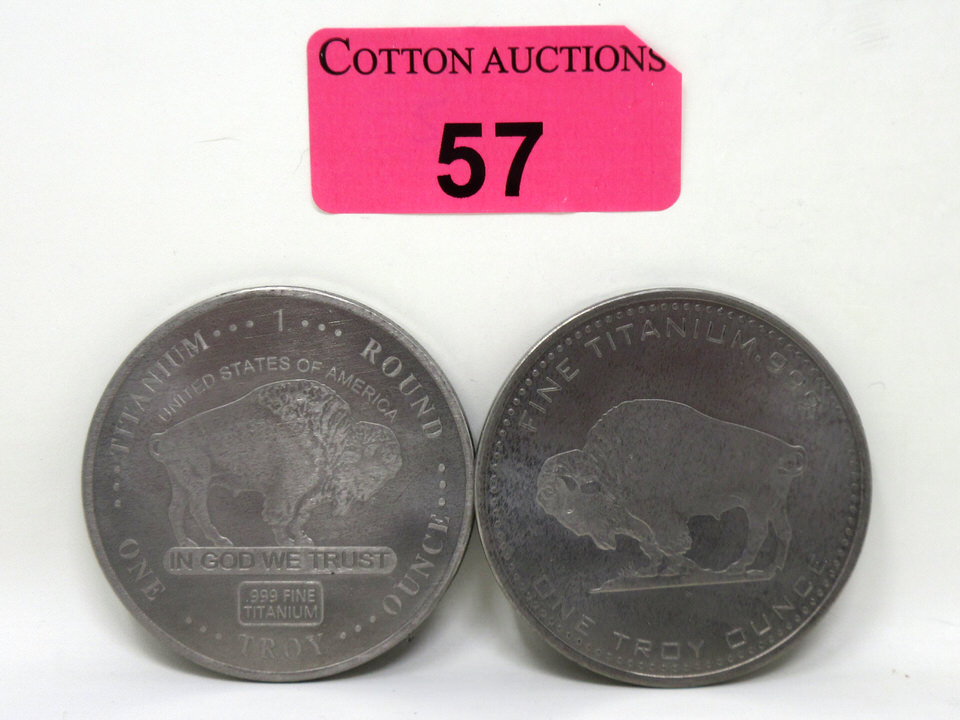 COTTON AUCTIONS
57
TITANIUM ••• 1 ••• ROUND
UNITED STATES OF AMERICA
IN GOD WE TRUST
.999 FINE
TITANIUM
••• ONE ••• TROY ••• OUNCE •••
FINE TITANIUM .999
ONE TROY OUNCE